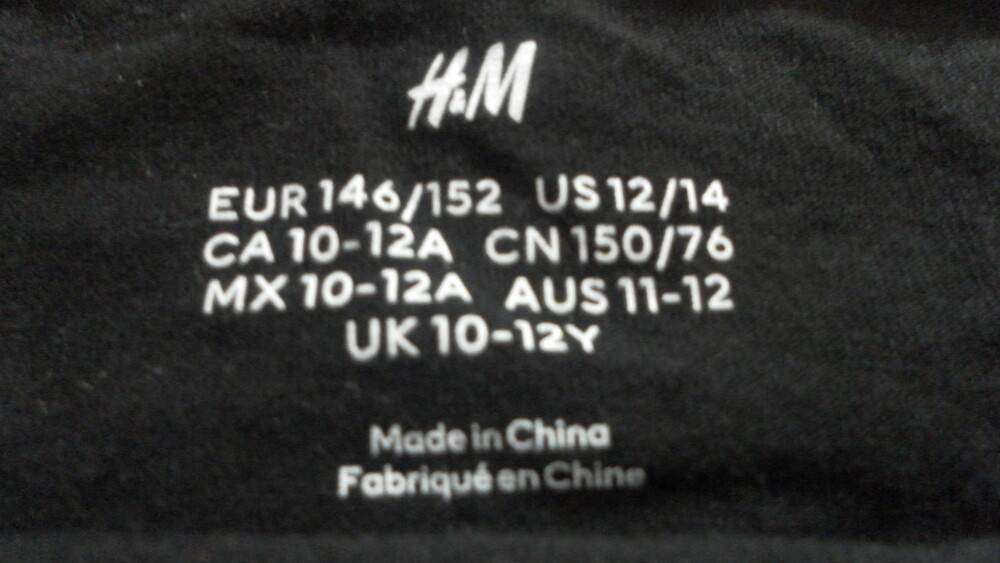 H&M
EUR 146/152 US 12/14
CA 10-12A CN 150/76
MX 10-12A AUS 11-12
UK 10-12Y
Made in China
Fabriqué en Chine